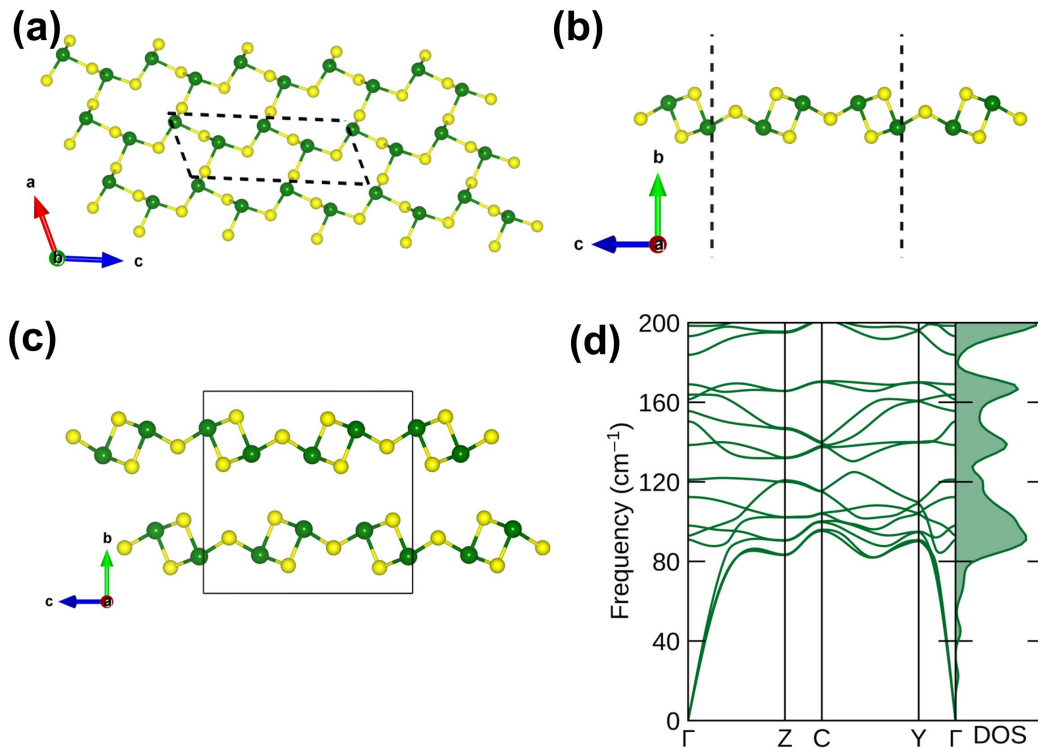 (a)
a
b
c
(b)
b
c
a
(c)
b
c
a
(d)
Frequency (cm⁻¹)
200
160
120
80
40
0
Γ Z C Y Γ DOS